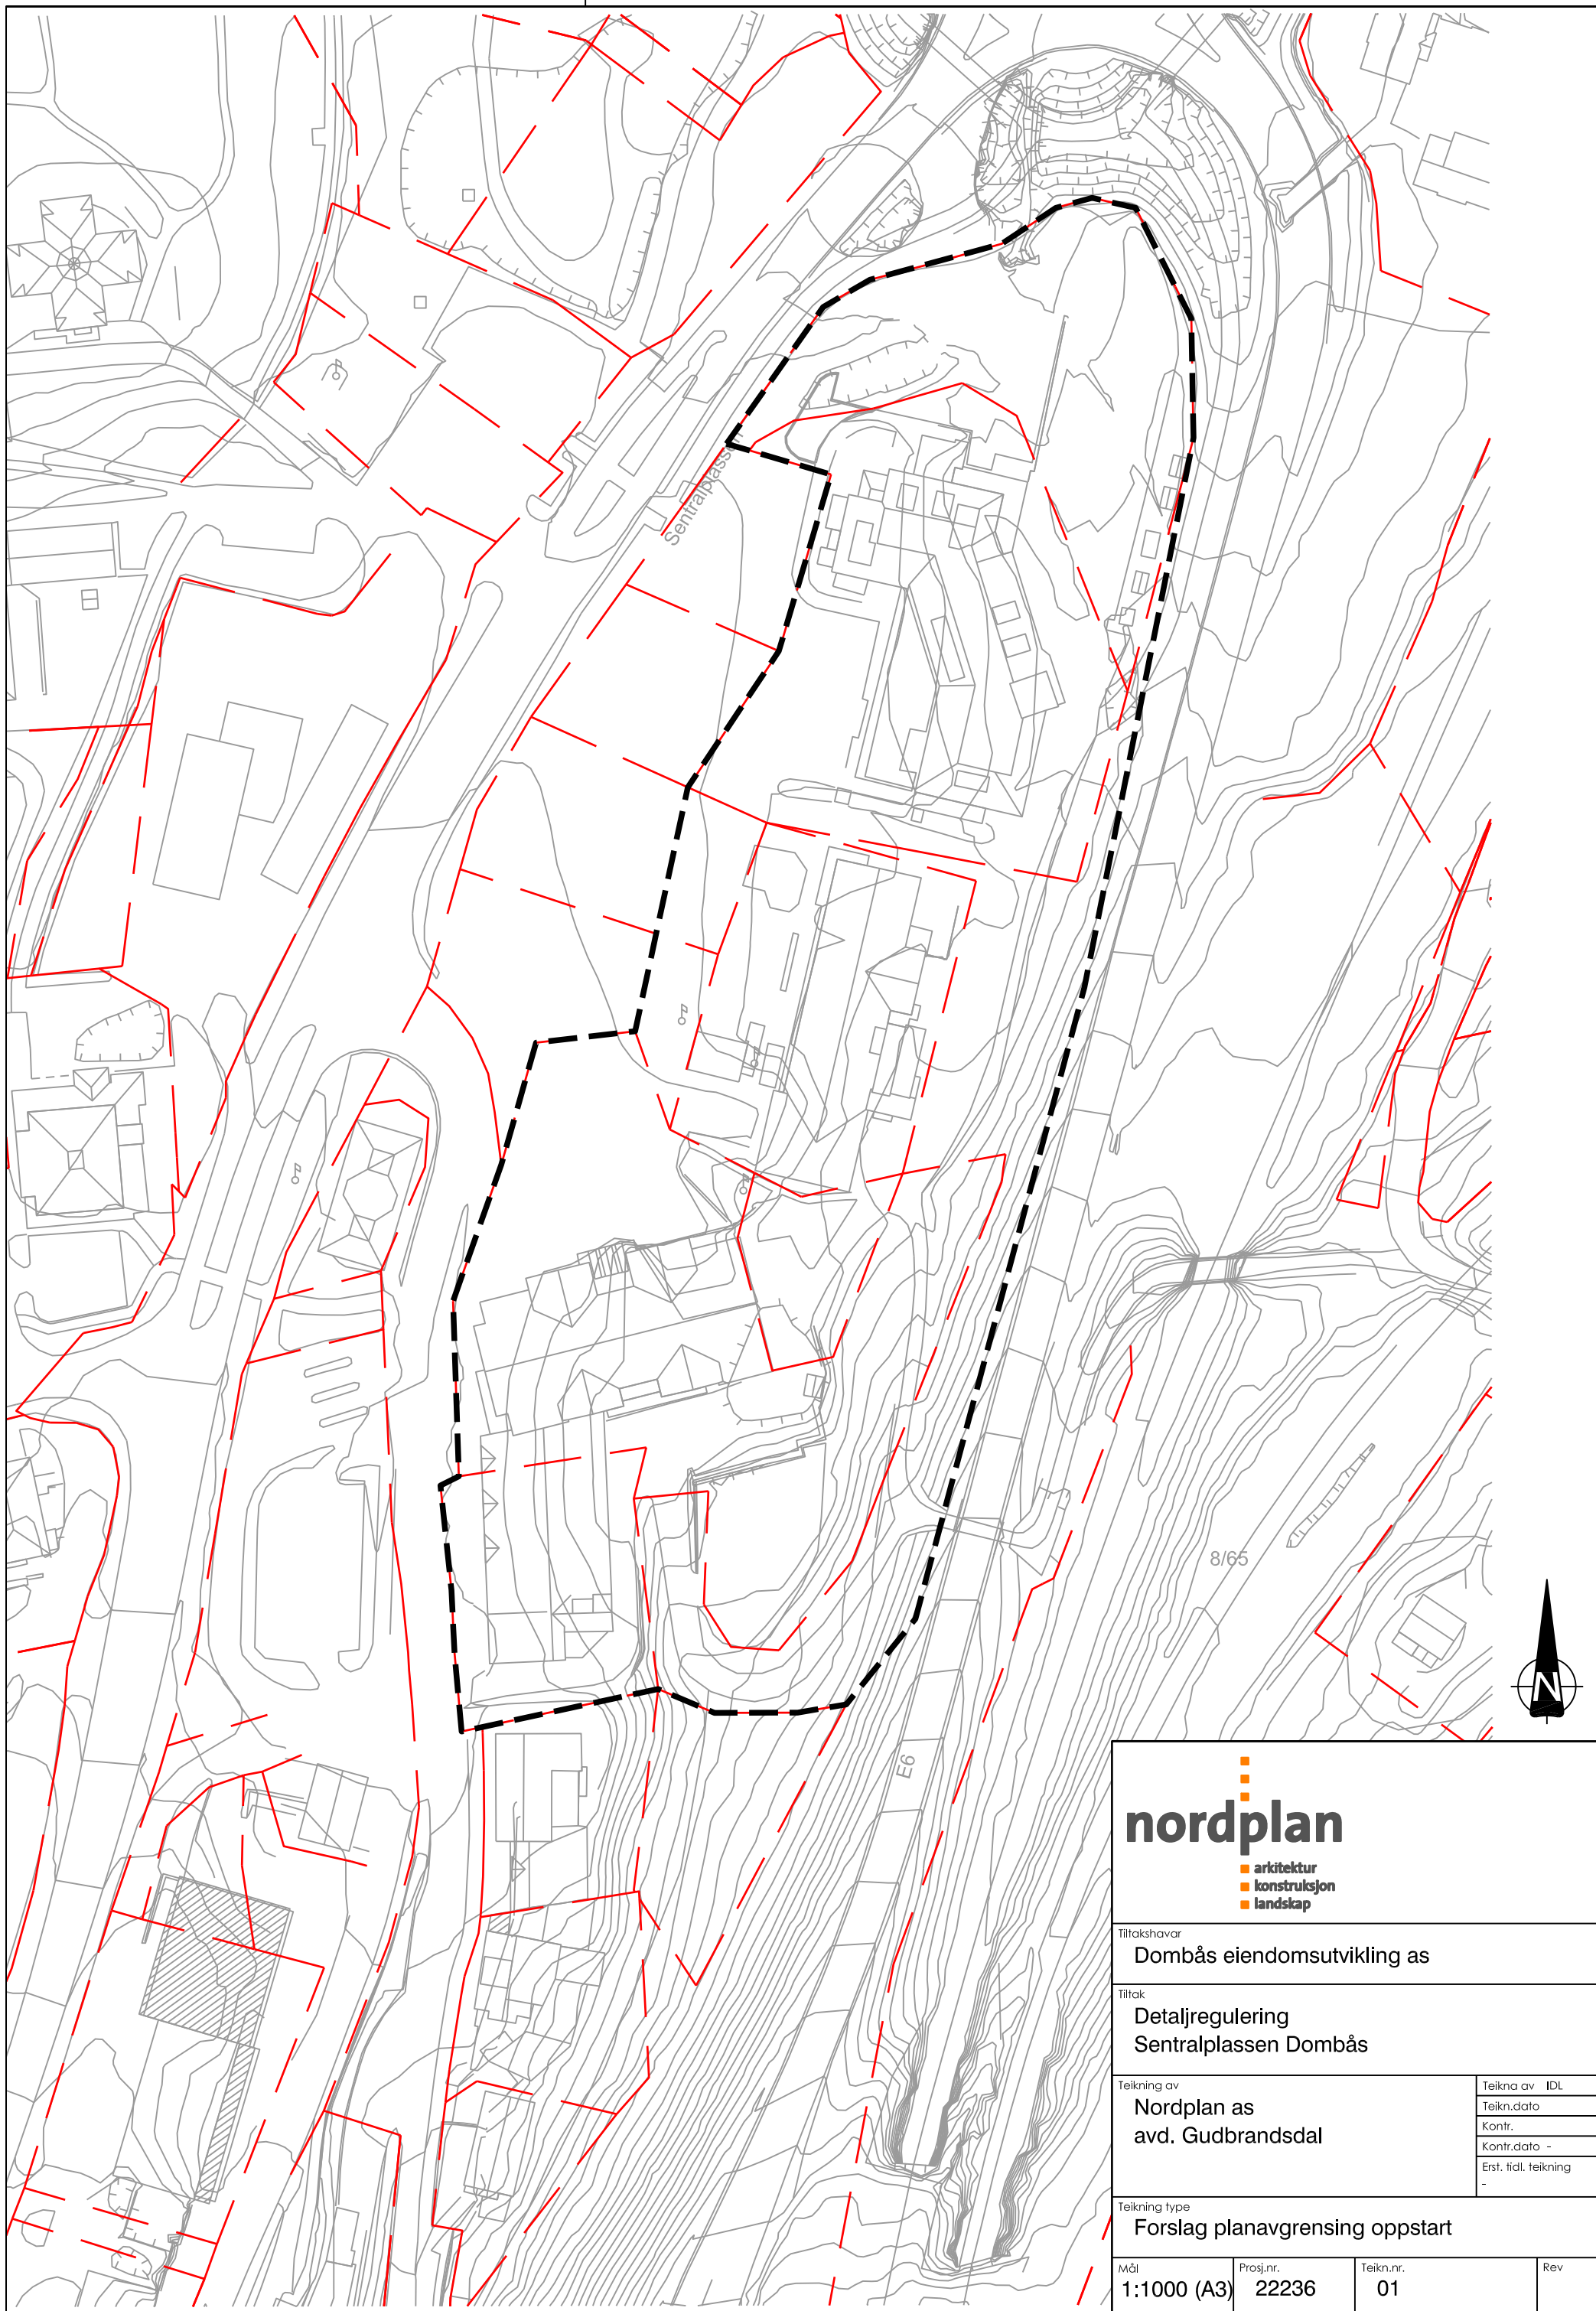 Sentralplassen
8/65
E6
N
nordplan
arkitektur
konstruksjon
landskap
Tiltakshavar
Dombås eiendomsutvikling as
Tiltak
Detaljregulering
Sentralplassen Dombås
Teikning av
Nordplan as
avd. Gudbrandsdal
Teikna av IDL
Teikn.dato
Kontr.
Kontr.dato -
Erst. tidl. teikning
-
Teikning type
Forslag planavgrensing oppstart
Mål
1:1000 (A3)
Prosj.nr.
22236
Teikn.nr.
01
Rev